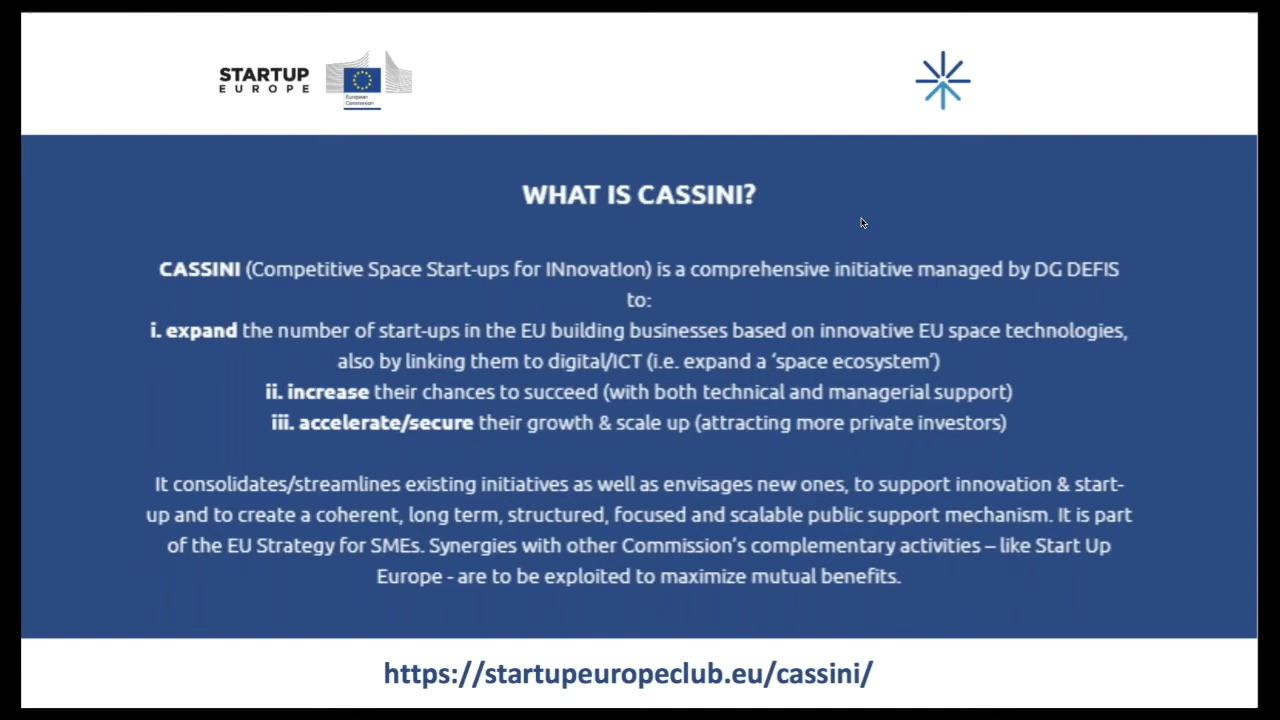 STARTUP
EUROPE
European
Commission
WHAT IS CASSINI?
CASSINI (Competitive Space Start-ups for INnovatIon) is a comprehensive initiative managed by DG DEFIS
to:
i. expand the number of start-ups in the EU building businesses based on innovative EU space technologies,
also by linking them to digital/ICT (i.e. expand a ‘space ecosystem’)
ii. increase their chances to succeed (with both technical and managerial support)
iii. accelerate/secure their growth & scale up (attracting more private investors)
It consolidates/streamlines existing initiatives as well as envisages new ones, to support innovation & start-
up and to create a coherent, long term, structured, focused and scalable public support mechanism. It is part
of the EU Strategy for SMEs. Synergies with other Commission’s complementary activities – like Start Up
Europe - are to be exploited to maximize mutual benefits.
https://startupeuropeclub.eu/cassini/